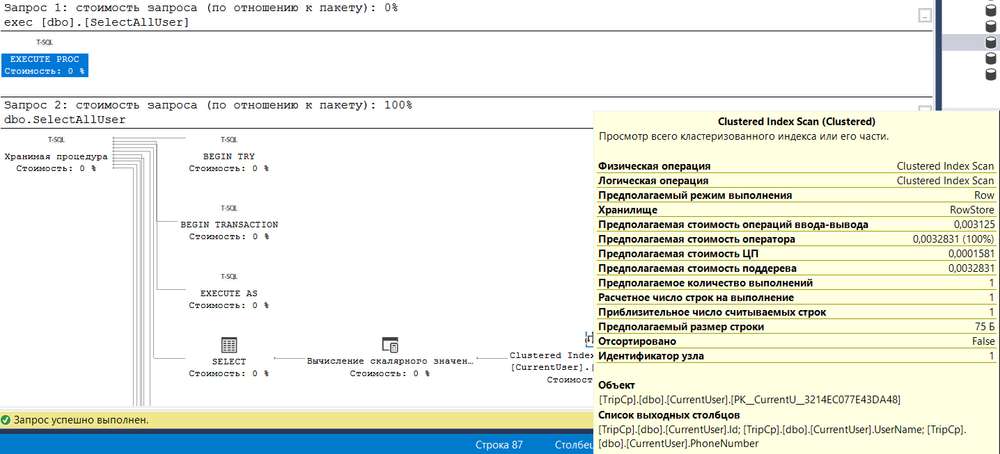 Запрос 1: стоимость запроса (по отношению к пакету): 0%
exec [dbo].[SelectAllUser]
T-SQL
EXECUTE PROC
Стоимость: 0 %
Запрос 2: стоимость запроса (по отношению к пакету): 100%
dbo.SelectAllUser
T-SQL
Хранимая процедура
Стоимость: 0 %
T-SQL
BEGIN TRY
Стоимость: 0 %
T-SQL
BEGIN TRANSACTION
Стоимость: 0 %
T-SQL
EXECUTE AS
Стоимость: 0 %
SELECT
Стоимость: 0 %
Вычисление скалярного значен…
Стоимость: 0 %
Clustered Index
[CurrentUser].[
Стоимост
Clustered Index Scan (Clustered)
Просмотр всего кластеризованного индекса или его части.
Физическая операция Clustered Index Scan
Логическая операция Clustered Index Scan
Предполагаемый режим выполнения Row
Хранилище RowStore
Предполагаемая стоимость операций ввода-вывода 0,003125
Предполагаемая стоимость оператора 0,0032831 (100%)
Предполагаемая стоимость ЦП 0,0001581
Предполагаемая стоимость поддерева 0,0032831
Предполагаемое количество выполнений 1
Расчетное число строк на выполнение 1
Приблизительное число считываемых строк 1
Предполагаемый размер строки 75 Б
Отсортировано False
Идентификатор узла 1
Объект
[TripCp].[dbo].[CurrentUser].[PK__CurrentU__3214EC077E43DA48]
Список выходных столбцов
[TripCp].[dbo].[CurrentUser].Id; [TripCp].[dbo].[CurrentUser].UserName; [TripCp].
[dbo].[CurrentUser].PhoneNumber
Запрос успешно выполнен.
Строка 87 Столбец